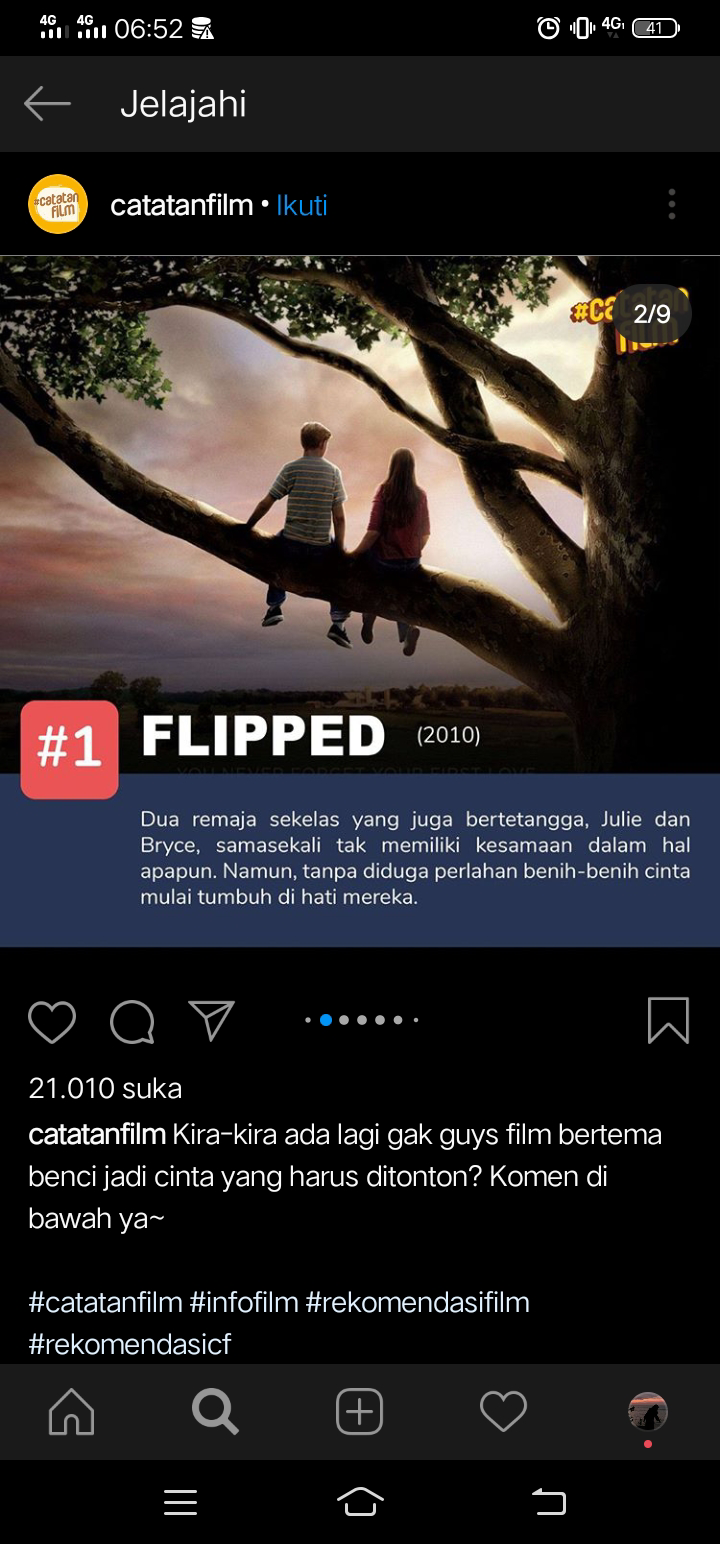 4G 4G 06:52 4G 41
Jelajahi
#catatan
film
catatanfilm • Ikuti
2/9
#1
FLIPPED (2010)
YOU NEVER FORGET YOUR FIRST LOVE
Dua remaja sekelas yang juga bertetangga, Julie dan
Bryce, samasekali tak memiliki kesamaan dalam hal
apapun. Namun, tanpa diduga perlahan benih-benih cinta
mulai tumbuh di hati mereka.
21.010 suka
catatanfilm Kira-kira ada lagi gak guys film bertema
benci jadi cinta yang harus ditonton? Komen di
bawah ya~
#catatanfilm #infofilm #rekomendasifilm
#rekomendasicf